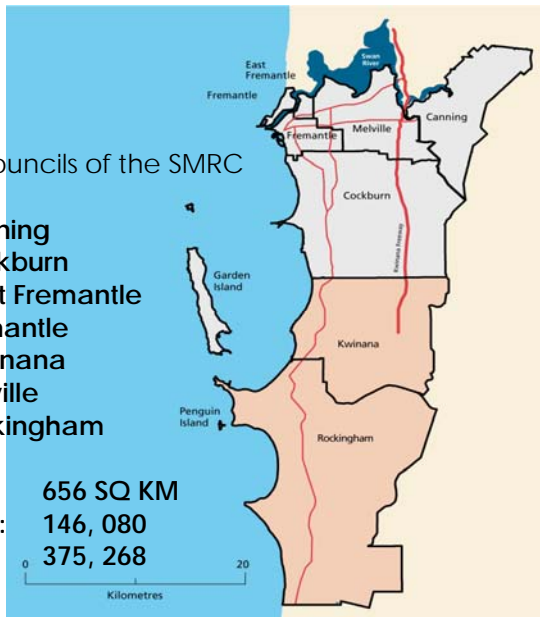 Swan
River
East
Fremantle
Fremantle
Canning
Fremantle
Melville
ouncils of the SMRC
Cockburn
Kwinana Freeway
nning
kburn
t Fremantle
mantle
nana
ville
kingham
Garden
Island
Kwinana
Penguin
Island
Rockingham
656 SQ KM
: 146, 080
375, 268
0 20
Kilometres